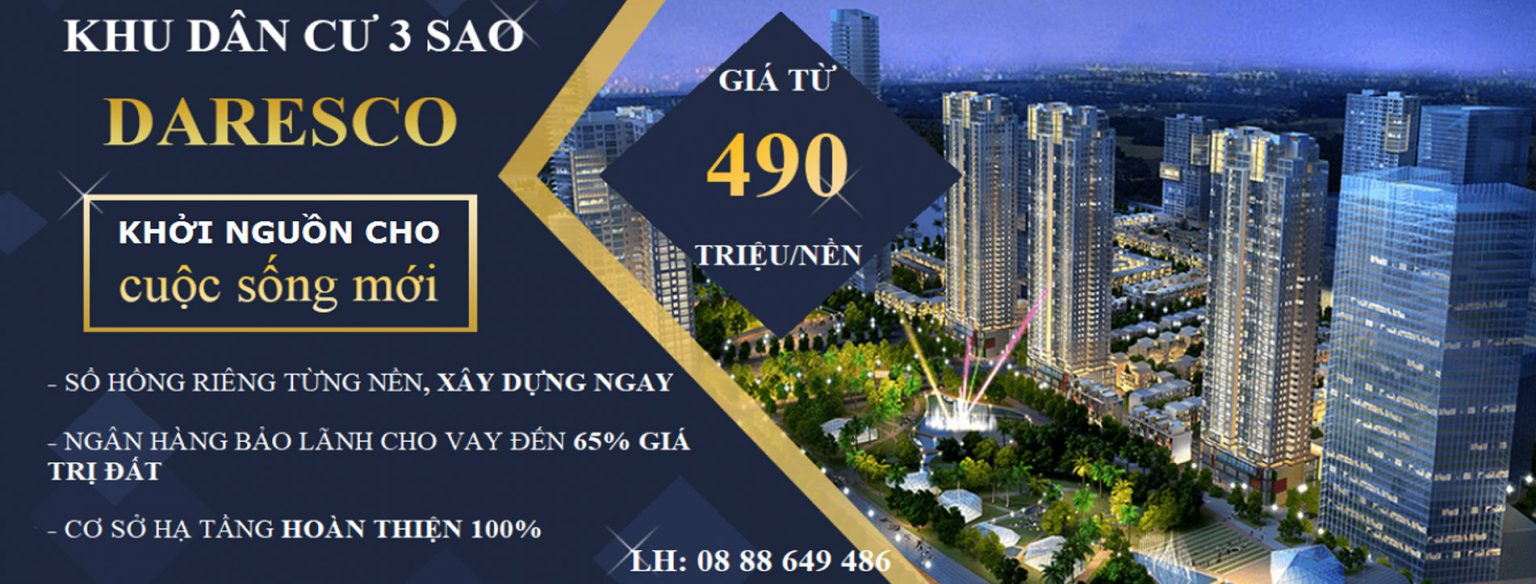 KHU DÂN CƯ 3 SAO
DARESCO
KHỞI NGUỒN CHO
cuộc sống mới
- SỔ HỒNG RIÊNG TỪNG NỀN, XÂY DỰNG NGAY
- NGÂN HÀNG BẢO LÃNH CHO VAY ĐẾN 65% GIÁ
TRỊ ĐẤT
- CƠ SỞ HẠ TẦNG HOÀN THIỆN 100%
GIÁ TỪ
490
TRIỆU/NỀN
LH: 08 88 649 486